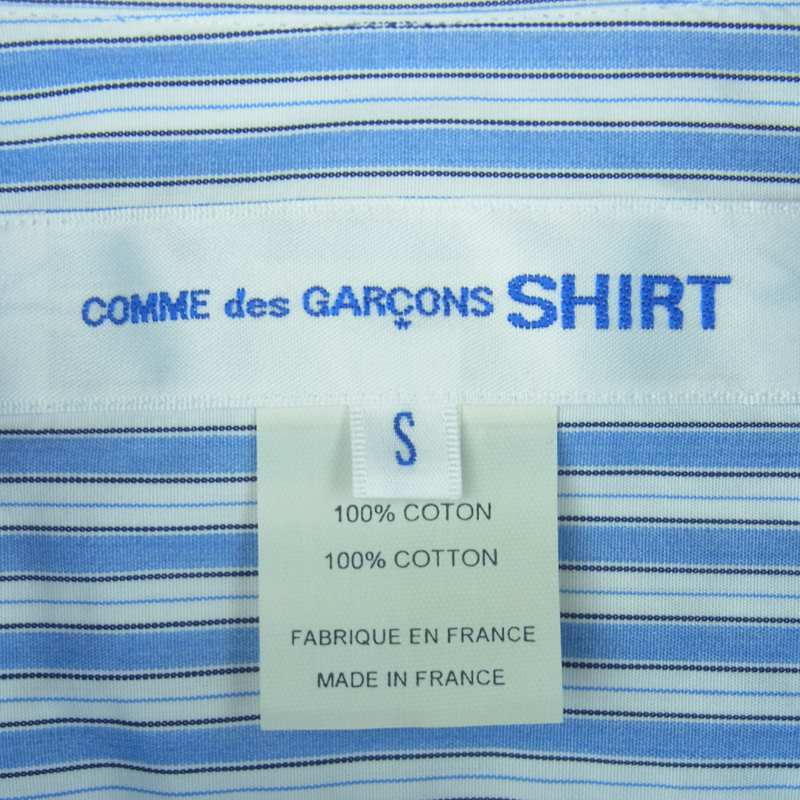 COMME des GARÇONS SHIRT
S
100% COTON
100% COTTON
FABRIQUE EN FRANCE
MADE IN FRANCE